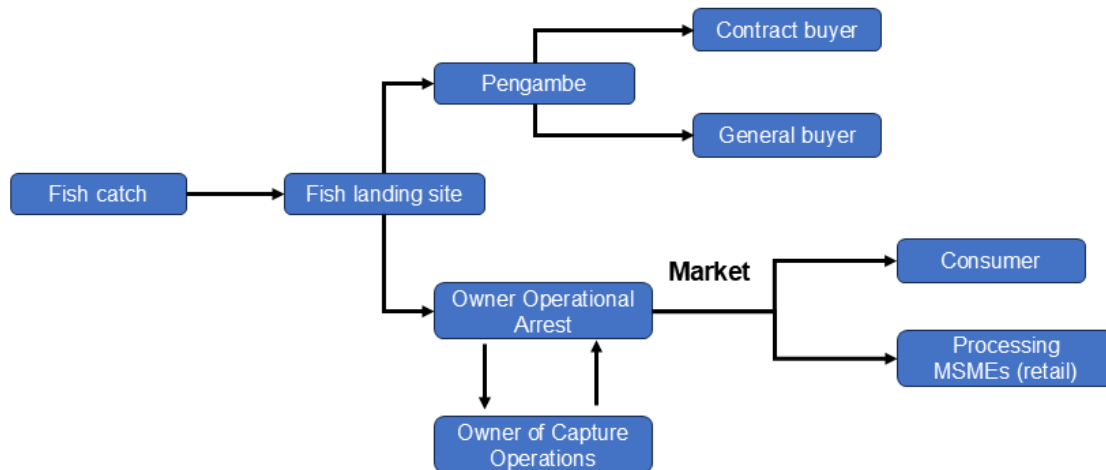 Contract buyer
Pengambe
General buyer
Fish catch
Fish landing site
Market
Consumer
Owner Operational
Arrest
Processing
MSMEs (retail)
Owner of Capture
Operations